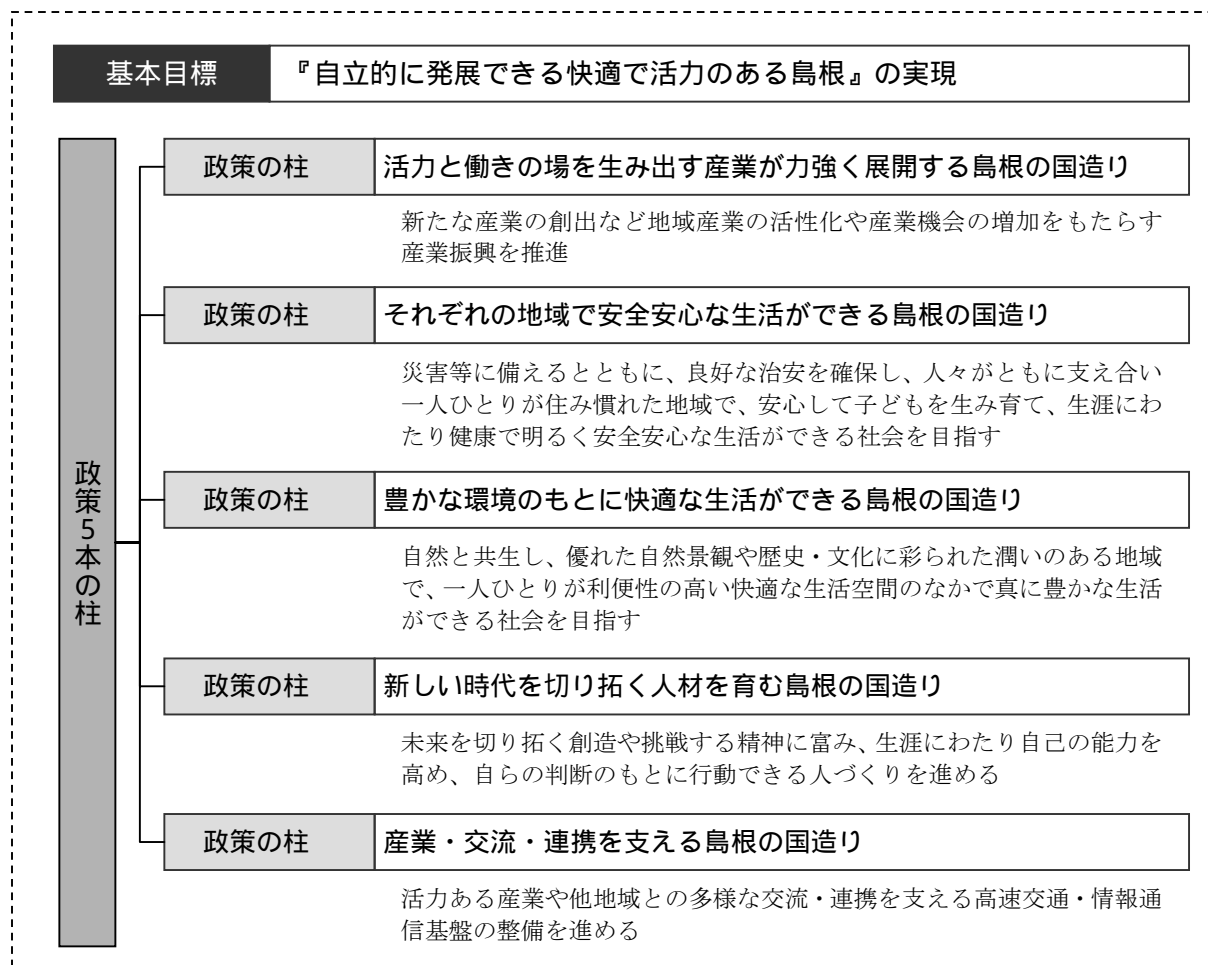 基本目標 『自立的に発展できる快適で活力のある島根』の実現
政策5本の柱
政策の柱 活力と働きの場を生み出す産業が力強く展開する島根の国造り
新たな産業の創出など地域産業の活性化や産業機会の増加をもたらす
産業振興を推進
政策の柱 それぞれの地域で安全安心な生活ができる島根の国造り
災害等に備えるとともに、良好な治安を確保し、人々がともに支え合い
一人ひとりが住み慣れた地域で、安心して子どもを生み育て、生涯にわ
たり健康で明るく安全安心な生活ができる社会を目指す
政策の柱 豊かな環境のもとに快適な生活ができる島根の国造り
自然と共生し、優れた自然景観や歴史・文化に彩られた潤いのある地域
で、一人ひとりが利便性の高い快適な生活空間のなかで真に豊かな生活
ができる社会を目指す
政策の柱 新しい時代を切り拓く人材を育む島根の国造り
未来を切り拓く創造や挑戦する精神に富み、生涯にわたり自己の能力を
高め、自らの判断のもとに行動できる人づくりを進める
政策の柱 産業・交流・連携を支える島根の国造り
活力ある産業や他地域との多様な交流・連携を支える高速交通・情報通
信基盤の整備を進める